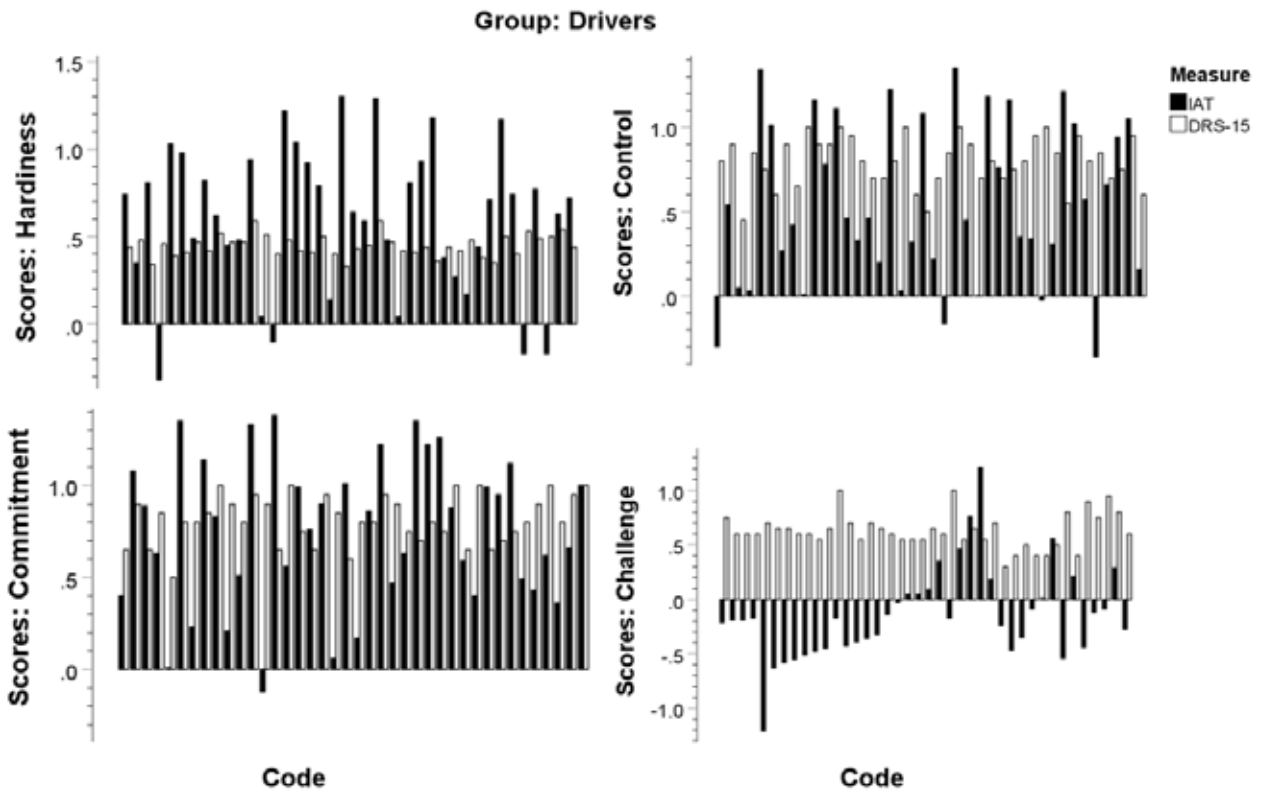 Group: Drivers
Scores: Hardiness
1.5
1.0
.5
.0
Scores: Control
1.0
.5
.0
Measure
IAT
DRS-15
Scores: Commitment
1.0
.5
.0
Code
Scores: Challenge
1.0
.5
.0
-.5
-1.0
Code